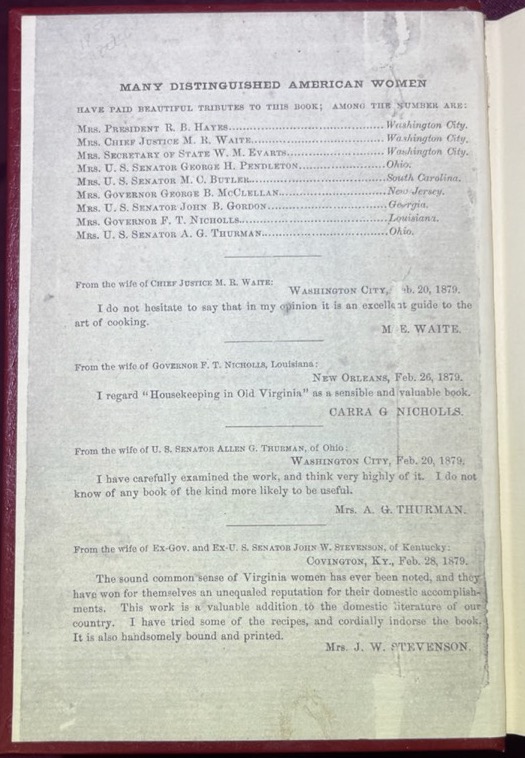 MANY DISTINGUISHED AMERICAN WOMEN
HAVE PAID BEAUTIFUL TRIBUTES TO THIS BOOK; AMONG THE NUMBER ARE:
MRS. PRESIDENT R. B. HAYES.......................................Washington City.
MRS. CHIEF JUSTICE M. R. WAITE..................................Washington City.
MRS. SECRETARY OF STATE W. M. EVARTS........................Washington City.
MRS. U. S. SENATOR GEORGE H. PENDLETON.....................Ohio.
MRS. U. S. SENATOR M. C. BUTLER.................................South Carolina.
MRS. GOVERNOR GEORGE B. MCCLELLAN..........................New Jersey.
MRS. U. S. SENATOR JOHN B. GORDON.............................Georgia.
MRS. GOVERNOR F. T. NICHOLLS....................................Louisiana.
MRS. U. S. SENATOR A. G. THURMAN...............................Ohio.
From the wife of CHIEF JUSTICE M. R. WAITE:
WASHINGTON CITY, eb. 20, 1879.
I do not hesitate to say that in my opinion it is an excellent guide to the
art of cooking.
M. E. WAITE.
From the wife of GOVERNOR F. T. NICHOLLS, Louisiana:
NEW ORLEANS, Feb. 26, 1879.
I regard "Housekeeping in Old Virginia" as a sensible and valuable book.
CARRA G NICHOLLS.
From the wife of U. S. SENATOR ALLEN G. THURMAN, of Ohio:
WASHINGTON CITY, Feb. 20, 1879.
I have carefully examined the work, and think very highly of it. I do not
know of any book of the kind more likely to be useful.
Mrs. A. G. THURMAN.
From the wife of EX-GOV. and EX-U. S. SENATOR JOHN W. STEVENSON, of Kentucky:
COVINGTON, KY., Feb. 28, 1879.
The sound common sense of Virginia women has ever been noted, and they
have won for themselves an unequaled reputation for their domestic accomplish-
ments. This work is a valuable addition to the domestic literature of our
country. I have tried some of the recipes, and cordially indorse the book.
It is also handsomely bound and printed.
Mrs. J. W. STEVENSON.